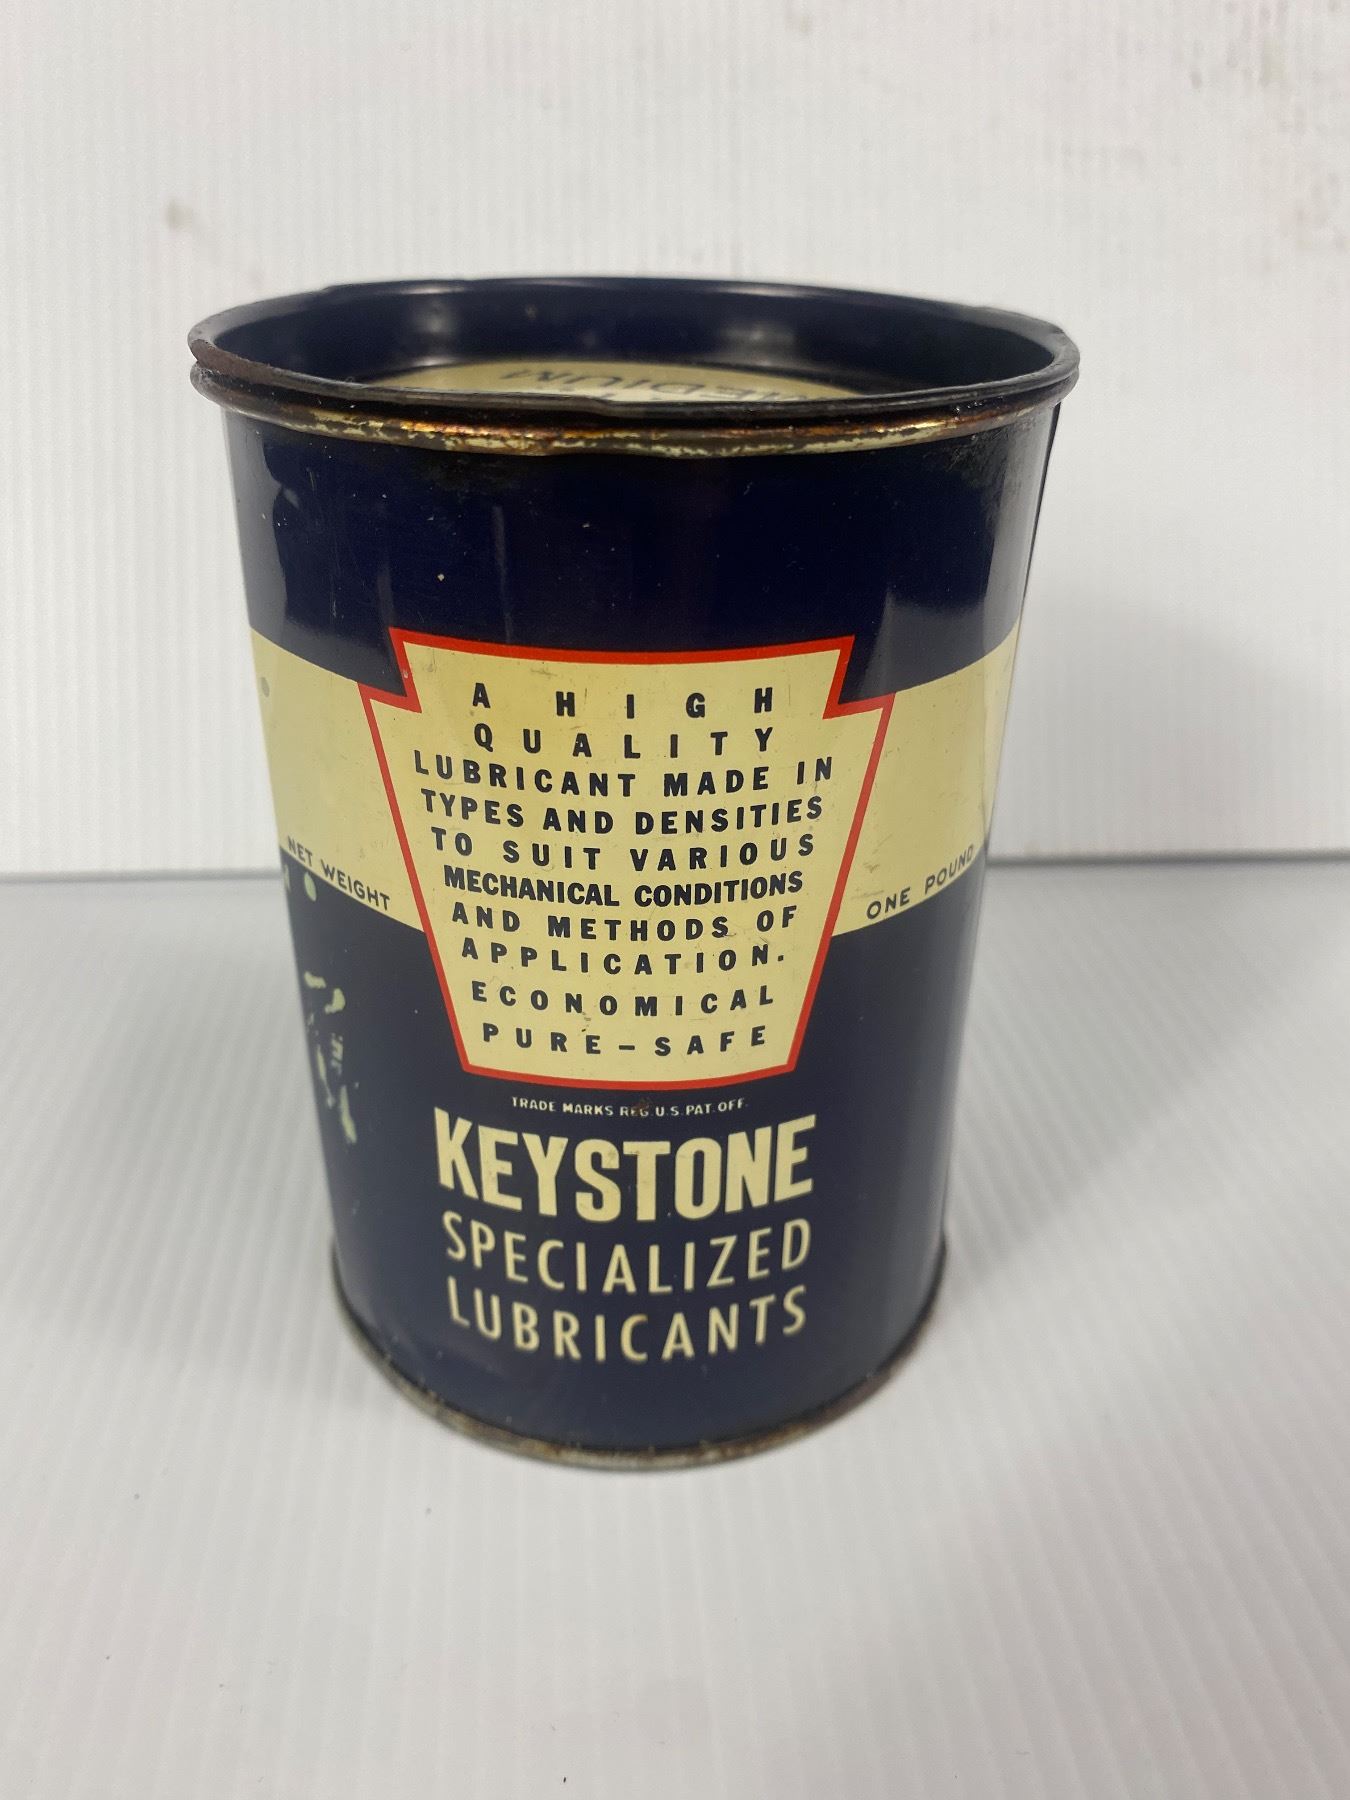 MEDIUM
A HIGH
QUALITY
LUBRICANT MADE IN
TYPES AND DENSITIES
TO SUIT VARIOUS
MECHANICAL CONDITIONS
AND METHODS OF
APPLICATION.
ECONOMICAL
PURE-SAFE
NET WEIGHT
ONE POUND
TRADE MARKS REG. U.S. PAT. OFF.
KEYSTONE
SPECIALIZED
LUBRICANTS